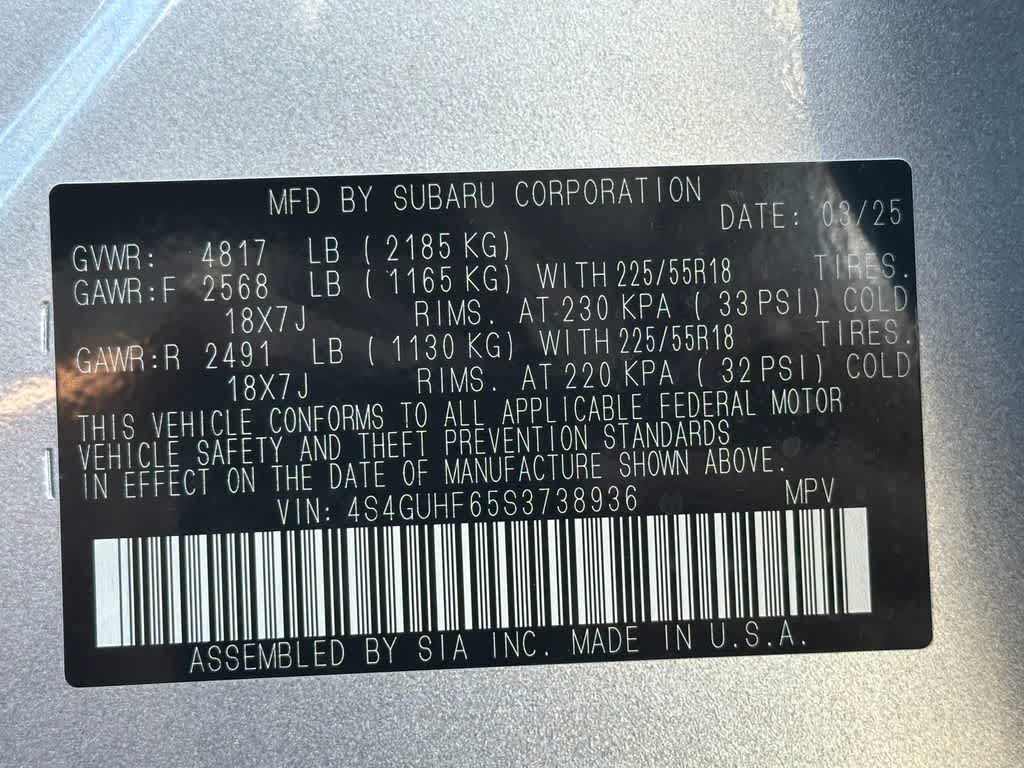 MFD BY SUBARU CORPORATION DATE: 03/25
GVWR: 4817 LB ( 2185 KG)
GAWR:F 2568 LB ( 1165 KG) WITH 225/55R18 TIRES.
18X7J RIMS. AT 230 KPA ( 33 PSI) COLD
GAWR:R 2491 LB ( 1130 KG) WITH 225/55R18 TIRES.
18X7J RIMS. AT 220 KPA ( 32 PSI) COLD
THIS VEHICLE CONFORMS TO ALL APPLICABLE FEDERAL MOTOR
VEHICLE SAFETY AND THEFT PREVENTION STANDARDS
IN EFFECT ON THE DATE OF MANUFACTURE SHOWN ABOVE.
VIN: 4S4GUHF65S3738936 MPV
ASSEMBLED BY SIA INC. MADE IN U.S.A.